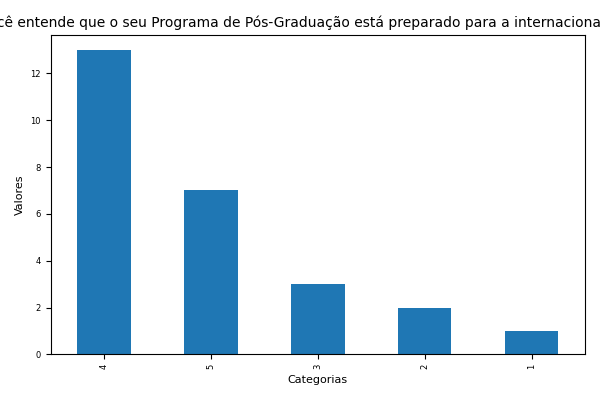 cê entende que o seu Programa de Pós-Graduação está preparado para a internaciona
12
10
8
6
4
2
0
Valores
4 5 3 2 1
Categorias